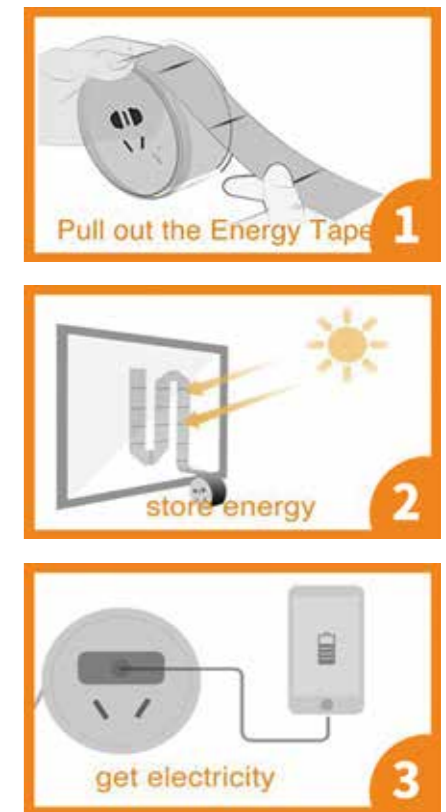 Pull out the Energy Tape
1
store energy
2
get electricity
3